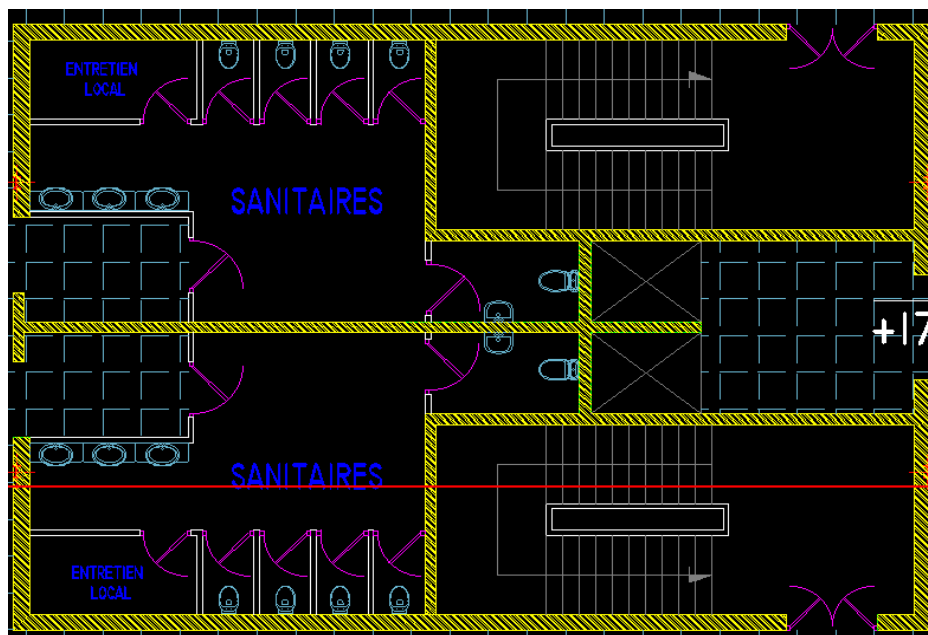 ENTRETIEN
LOCAL
SANITAIRES
+17
SANITAIRES
ENTRETIEN
LOCAL